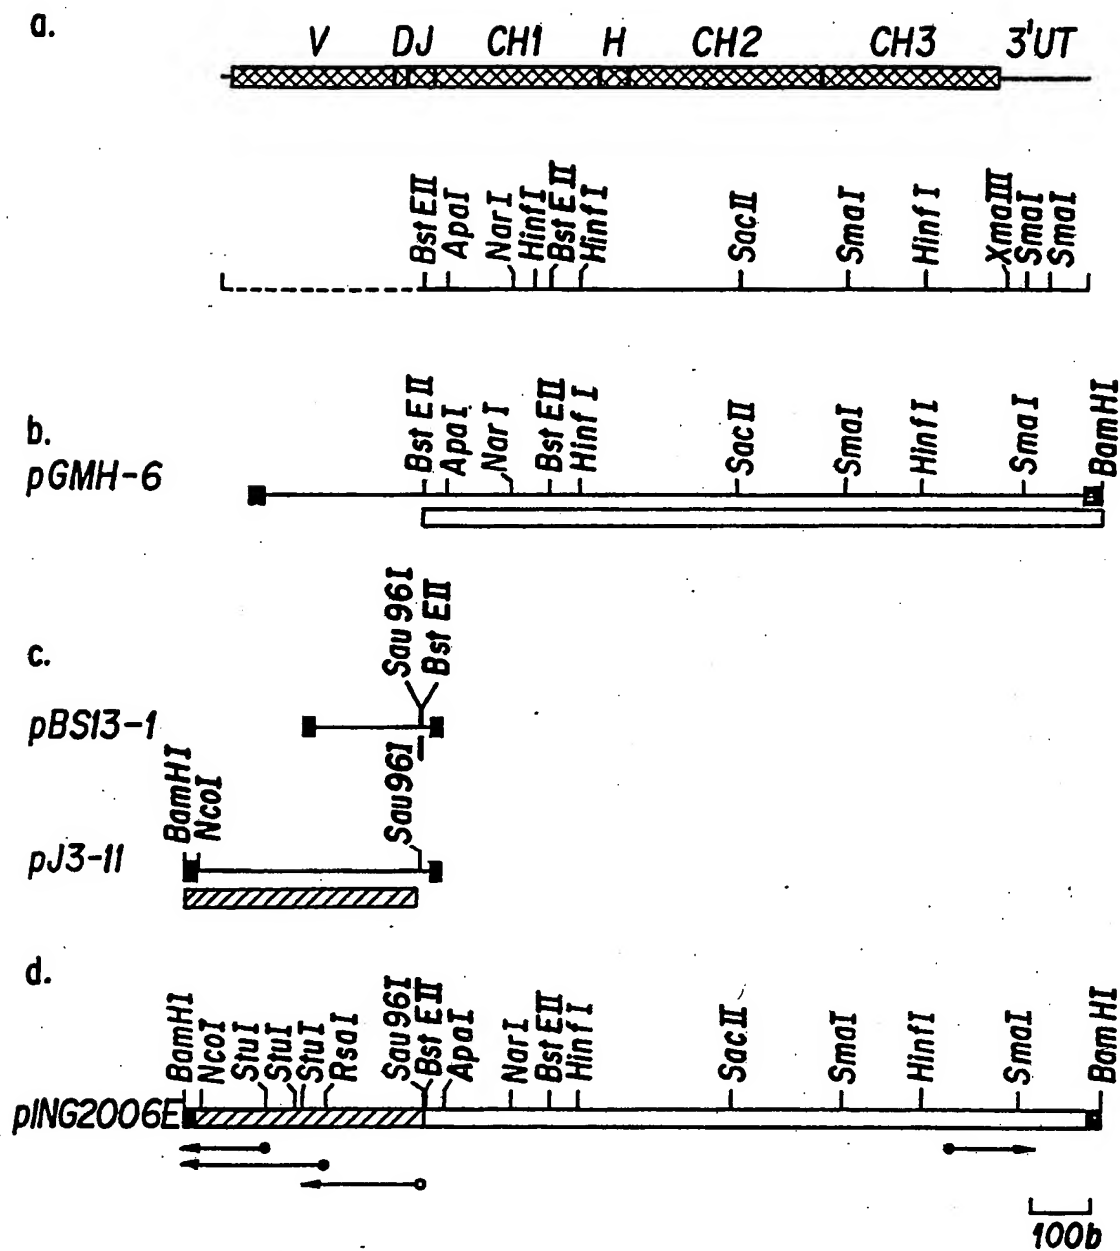 a.
V DJ CH1 H CH2 CH3 3'UT
BstEII ApaI NarI HinfI BstEII HinfI SacII SmaI HinfI XmaIII SmaI SmaI
b.
pGMH-6
BstEII ApaI NarI BstEII HinfI SacII SmaI HinfI SmaI BamHI
c.
Sau96I BstEII
pBS13-1
Sau96I
BamHI NcoI
Sau96I
pJ3-11
d.
BamHI NcoI StuI StuI StuI RsaI Sau96I BstEII ApaI NarI BstEII HinfI SacII SmaI HinfI SmaI BamHI
pING2006E
100b